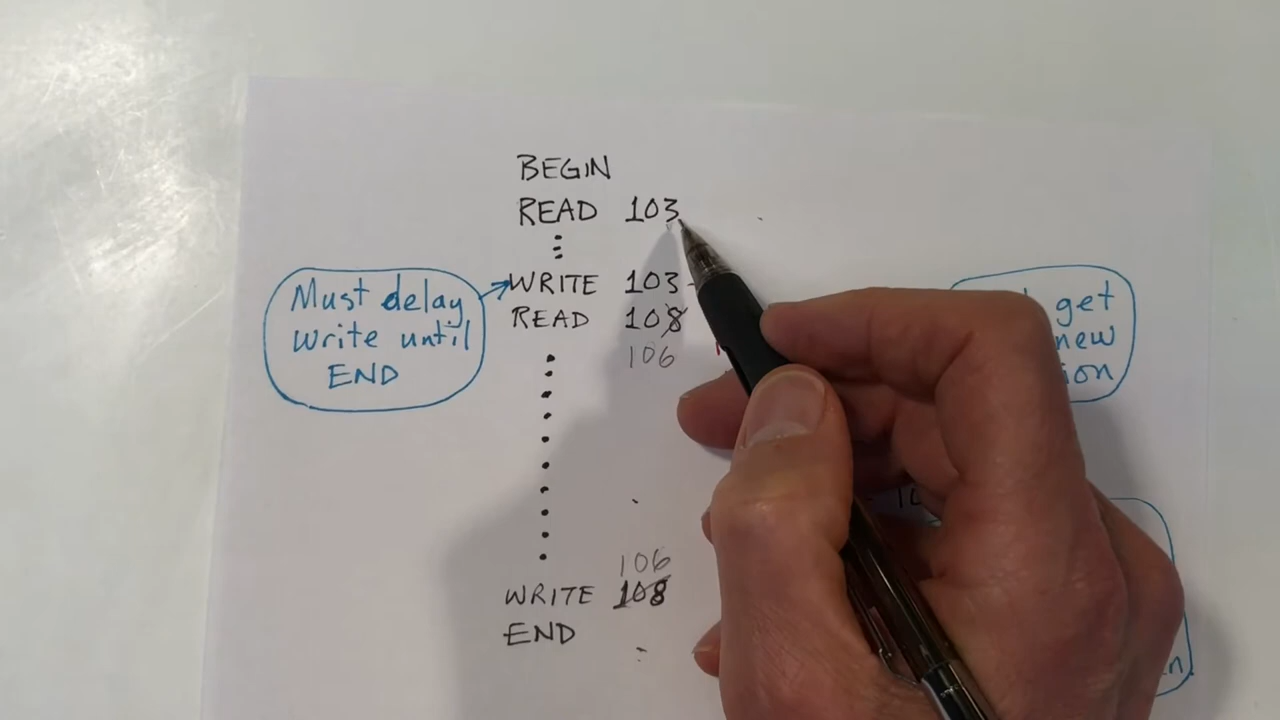 BEGIN
READ 103
WRITE 103
READ 108
106
Must delay
write until
END
get
new
106
WRITE 108
END